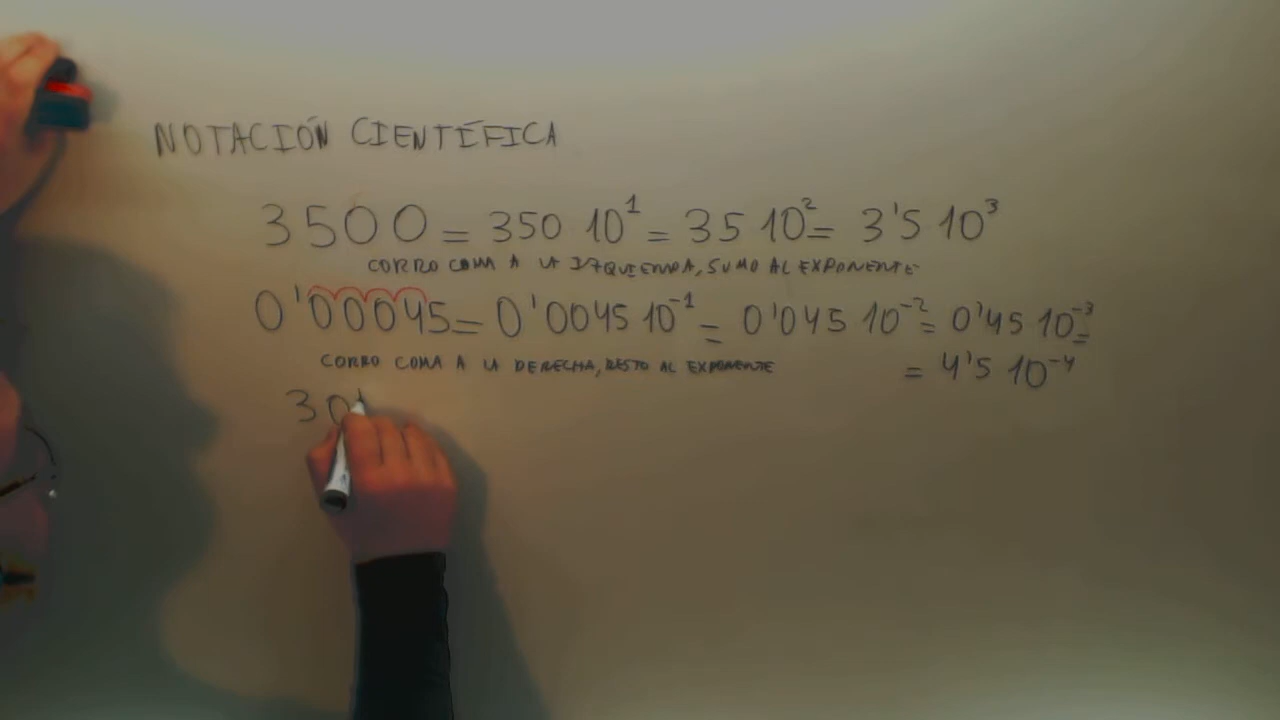 NOTACIÓN CIENTÍFICA
3500 = 350 10¹ = 35 10² = 3'5 10³
CORRO COMA A LA IZQUIERDA, SUMO AL EXPONENTE
0'00045 = 0'0045 10⁻¹ = 0'045 10⁻² = 0'45 10⁻³ =
CORRO COMA A LA DERECHA, RESTO AL EXPONENTE
= 4'5 10⁻⁴
30